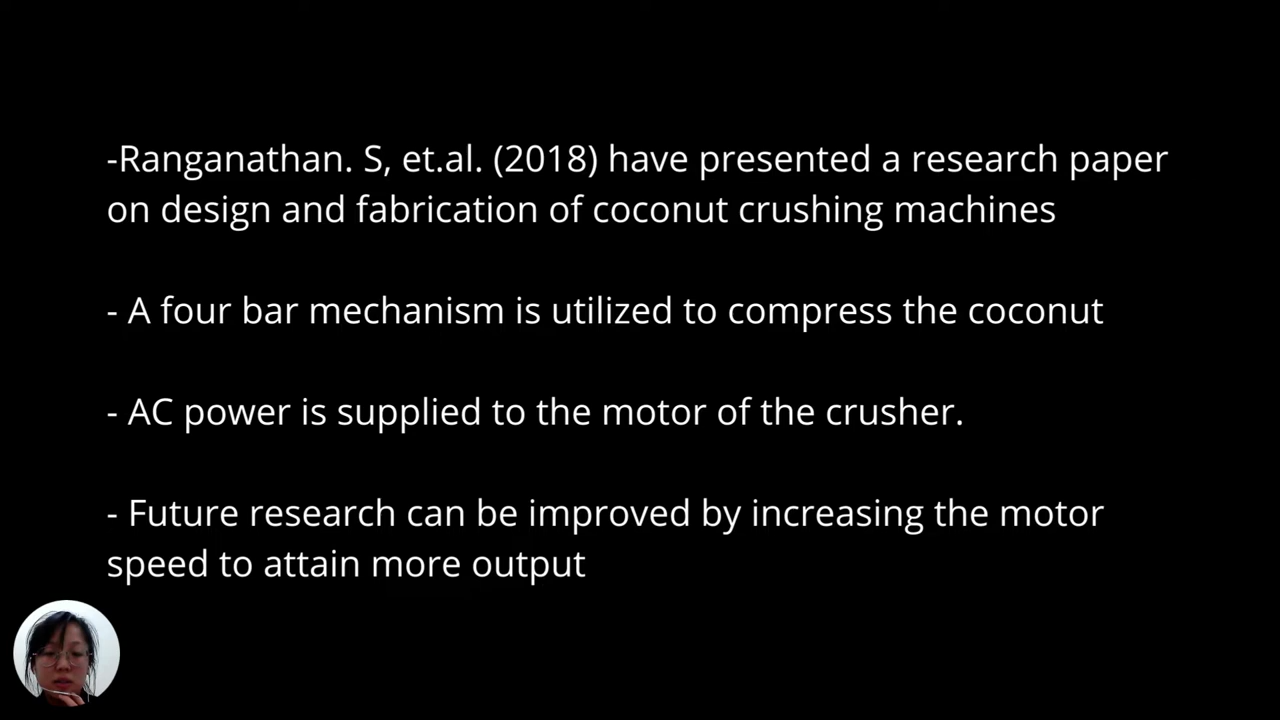 -Ranganathan. S, et.al. (2018) have presented a research paper
on design and fabrication of coconut crushing machines
- A four bar mechanism is utilized to compress the coconut
- AC power is supplied to the motor of the crusher.
- Future research can be improved by increasing the motor
speed to attain more output